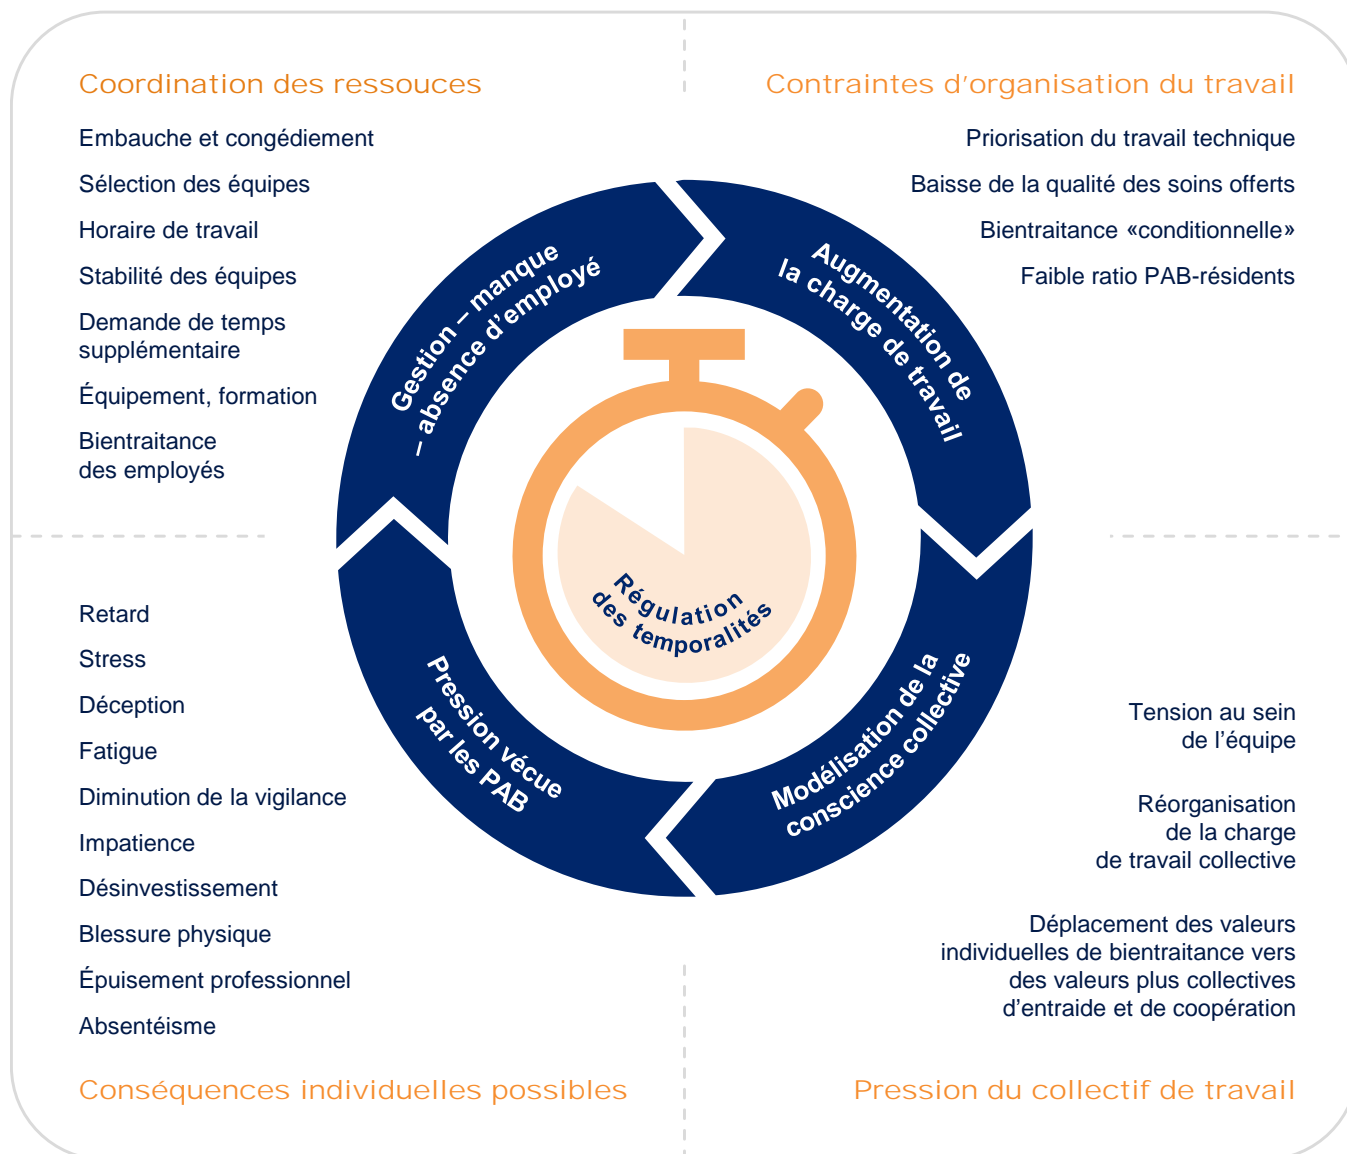 Coordination des ressouces
Embauche et congédiement
Sélection des équipes
Horaire de travail
Stabilité des équipes
Demande de temps
supplémentaire
Équipement, formation
Bientraitance
des employés
Contraintes d'organisation du travail
Priorisation du travail technique
Baisse de la qualité des soins offerts
Bientraitance «conditionnelle»
Faible ratio PAB-résidents
Gestion – manque
– absence d’employé
Augmentation de
la charge de travail
Régulation
des temporalités
Pression vécue
par les PAB
Modélisation de la
conscience collective
Retard
Stress
Déception
Fatigue
Diminution de la vigilance
Impatience
Désinvestissement
Blessure physique
Épuisement professionnel
Absentéisme
Conséquences individuelles possibles
Tension au sein
de l’équipe
Réorganisation
de la charge
de travail collective
Déplacement des valeurs
individuelles de bientraitance vers
des valeurs plus collectives
d’entraide et de coopération
Pression du collectif de travail